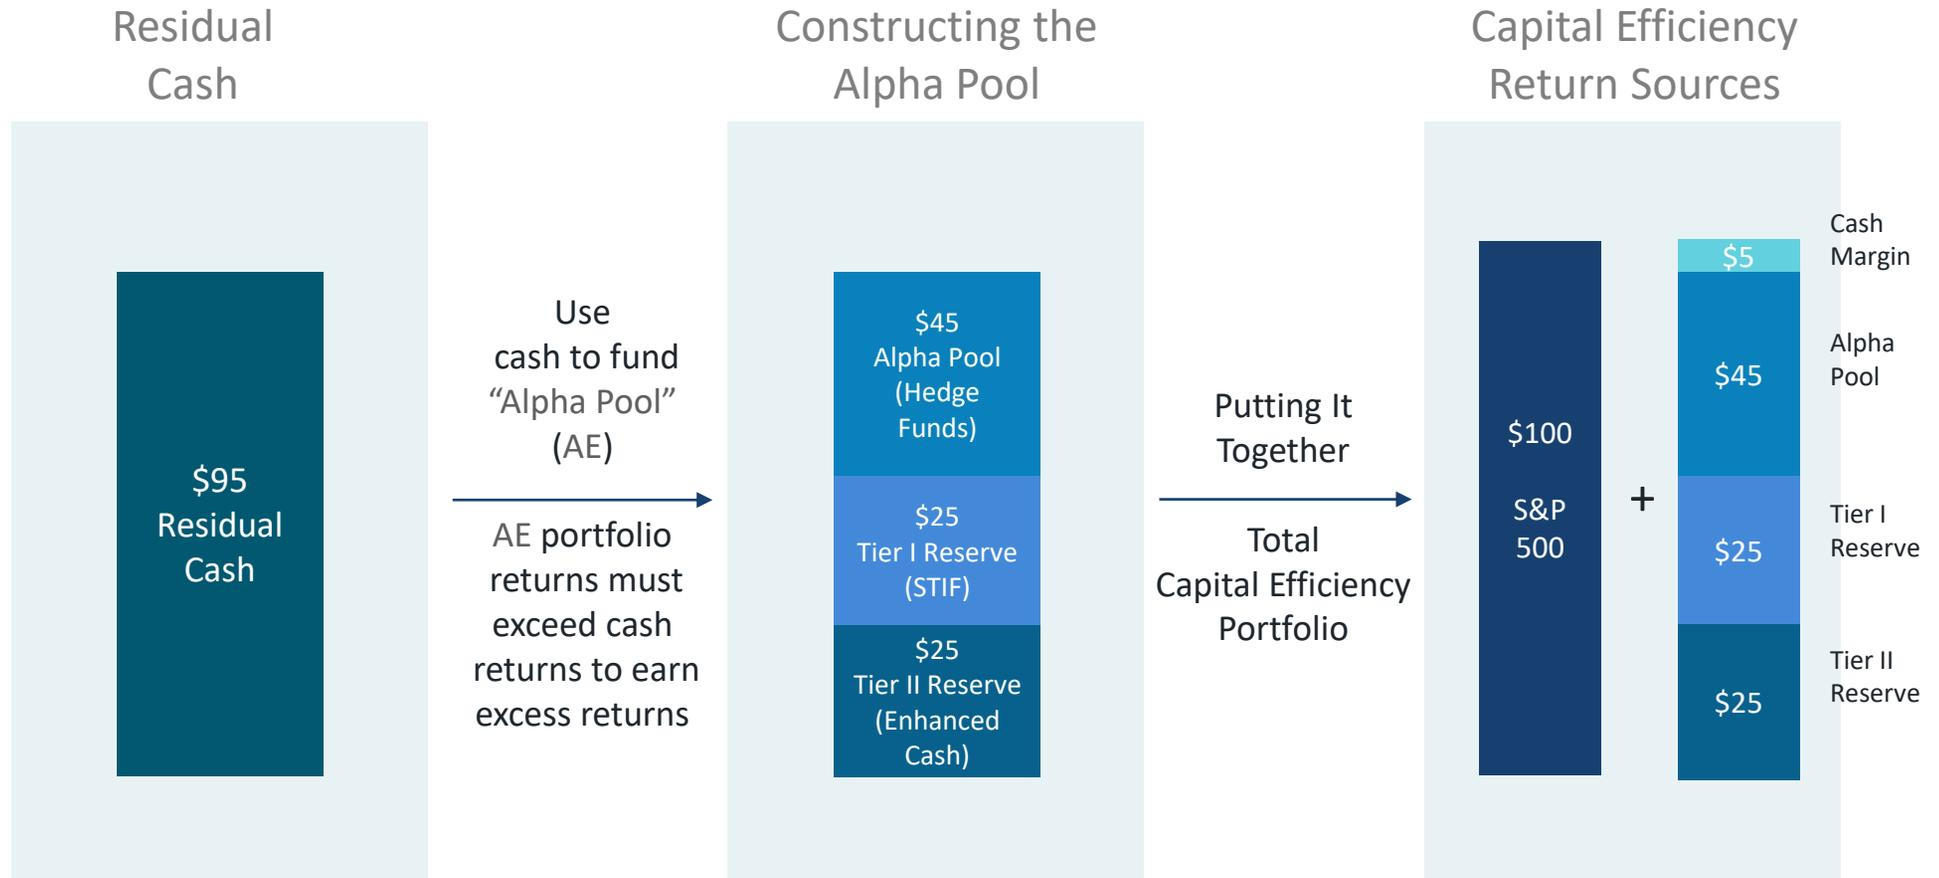 Residual
Cash
Constructing the
Alpha Pool
Capital Efficiency
Return Sources
$95
Residual
Cash
Use
cash to fund
“Alpha Pool”
(AE)
AE portfolio
returns must
exceed cash
returns to earn
excess returns
$45
Alpha Pool
(Hedge
Funds)
$25
Tier I Reserve
(STIF)
$25
Tier II Reserve
(Enhanced
Cash)
Putting It
Together
Total
Capital Efficiency
Portfolio
$100
S&P
500
+
$5
$45
$25
$25
Cash
Margin
Alpha
Pool
Tier I
Reserve
Tier II
Reserve